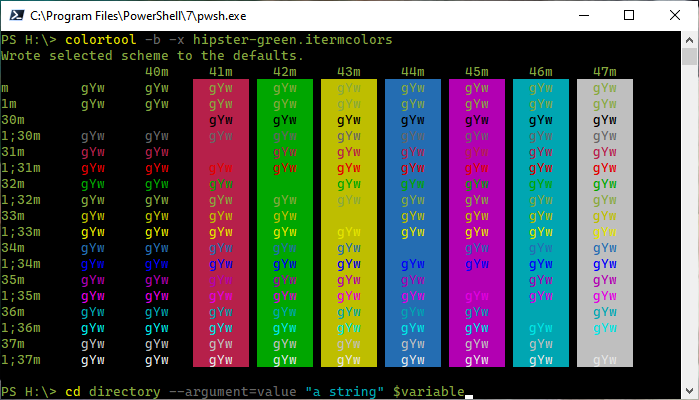 C:\Program Files\PowerShell\7\pwsh.exe
PS H:\> colortool -b -x hipster-green.itermcolors
Wrote selected scheme to the defaults.
40m 41m 42m 43m 44m 45m 46m 47m
m gYw gYw gYw gYw gYw gYw gYw gYw gYw
1m gYw gYw gYw gYw gYw gYw gYw gYw gYw
30m gYw gYw gYw gYw gYw gYw gYw
1;30m gYw gYw gYw gYw gYw gYw gYw gYw gYw
31m gYw gYw gYw gYw gYw gYw gYw gYw
1;31m gYw gYw gYw gYw gYw gYw gYw gYw gYw
32m gYw gYw gYw gYw gYw gYw gYw gYw
1;32m gYw gYw gYw gYw gYw gYw gYw gYw gYw
33m gYw gYw gYw gYw gYw gYw gYw gYw
1;33m gYw gYw gYw gYw gYw gYw gYw gYw gYw
34m gYw gYw gYw gYw gYw gYw gYw gYw
1;34m gYw gYw gYw gYw gYw gYw gYw gYw gYw
35m gYw gYw gYw gYw gYw gYw gYw gYw
1;35m gYw gYw gYw gYw gYw gYw gYw gYw gYw
36m gYw gYw gYw gYw gYw gYw gYw gYw
1;36m gYw gYw gYw gYw gYw gYw gYw gYw gYw
37m gYw gYw gYw gYw gYw gYw gYw gYw
1;37m gYw gYw gYw gYw gYw gYw gYw gYw gYw
PS H:\> cd directory --argument=value "a string" $variable